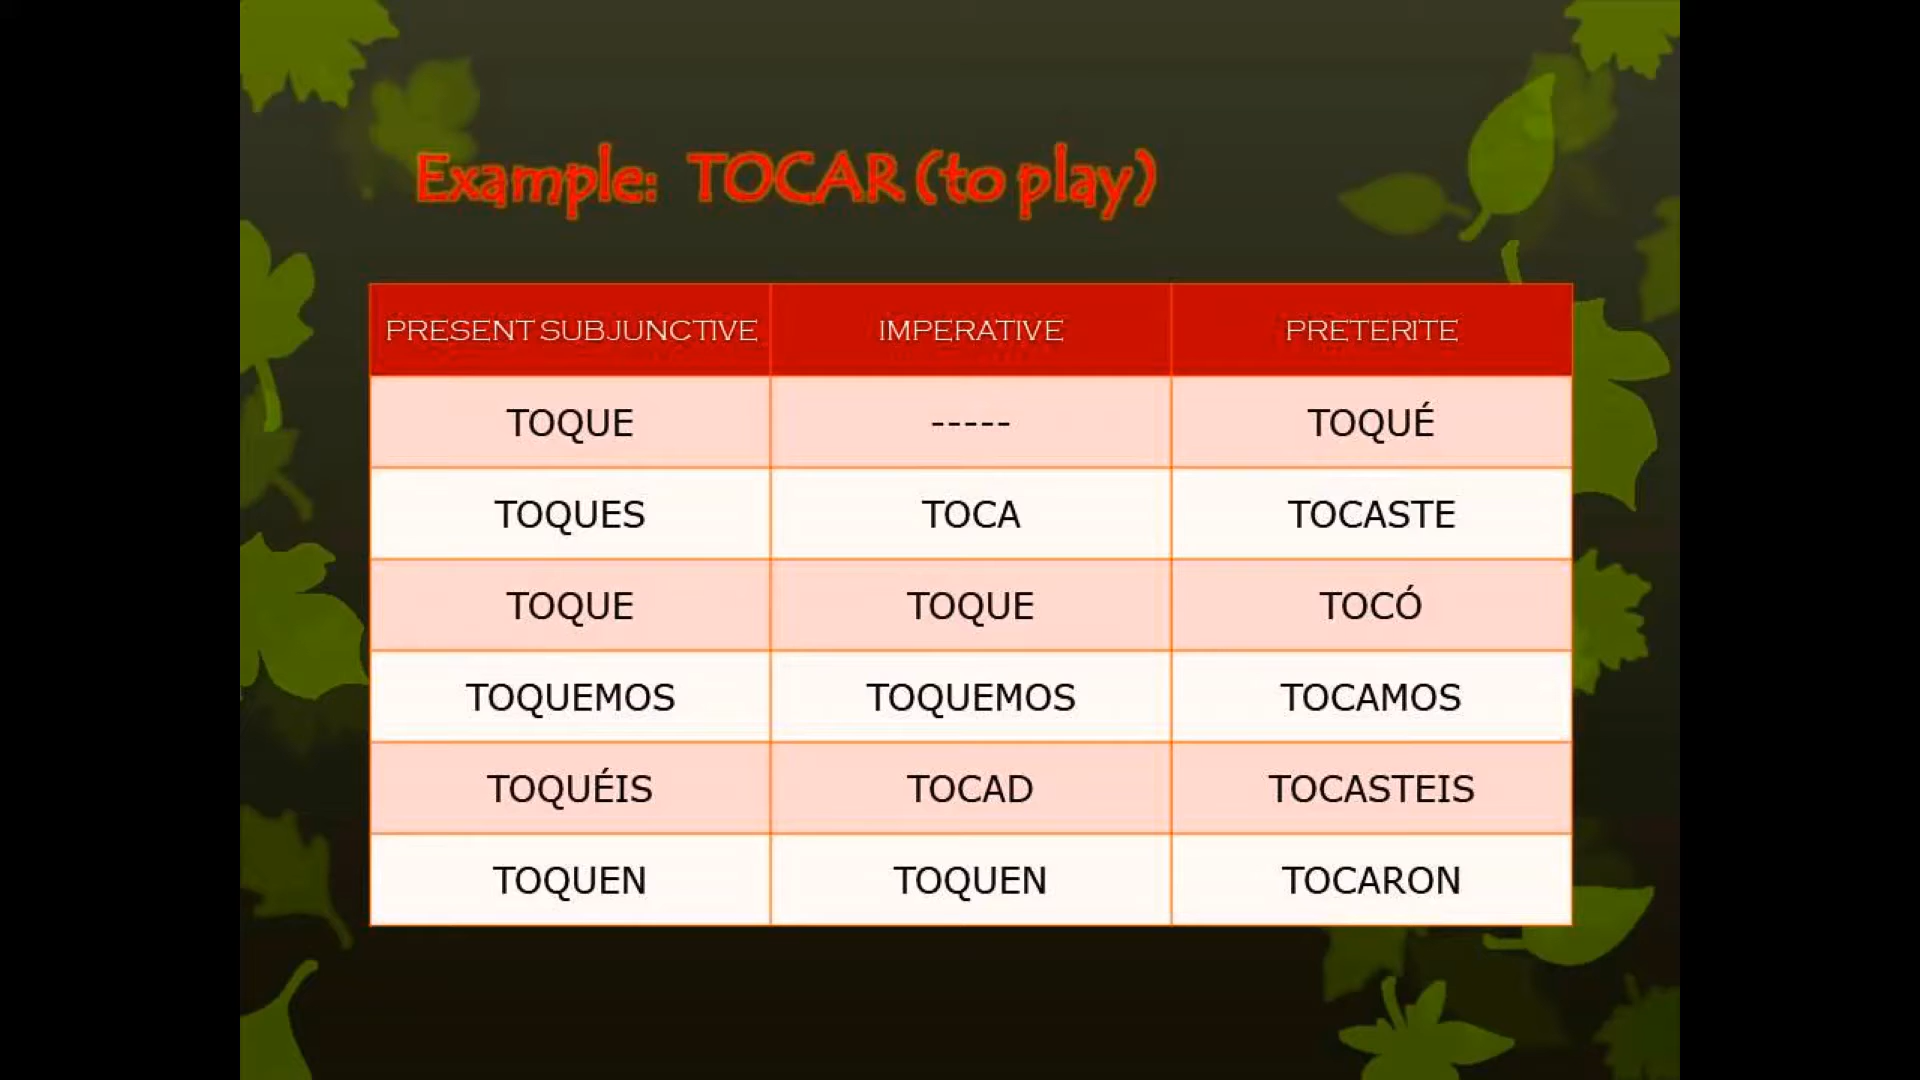 Example: TOCAR (to play)
PRESENT SUBJUNCTIVE IMPERATIVE PRETERITE
TOQUE ----- TOQUÉ
TOQUES TOCA TOCASTE
TOQUE TOQUE TOCÓ
TOQUEMOS TOQUEMOS TOCAMOS
TOQUÉIS TOCAD TOCASTEIS
TOQUEN TOQUEN TOCARON